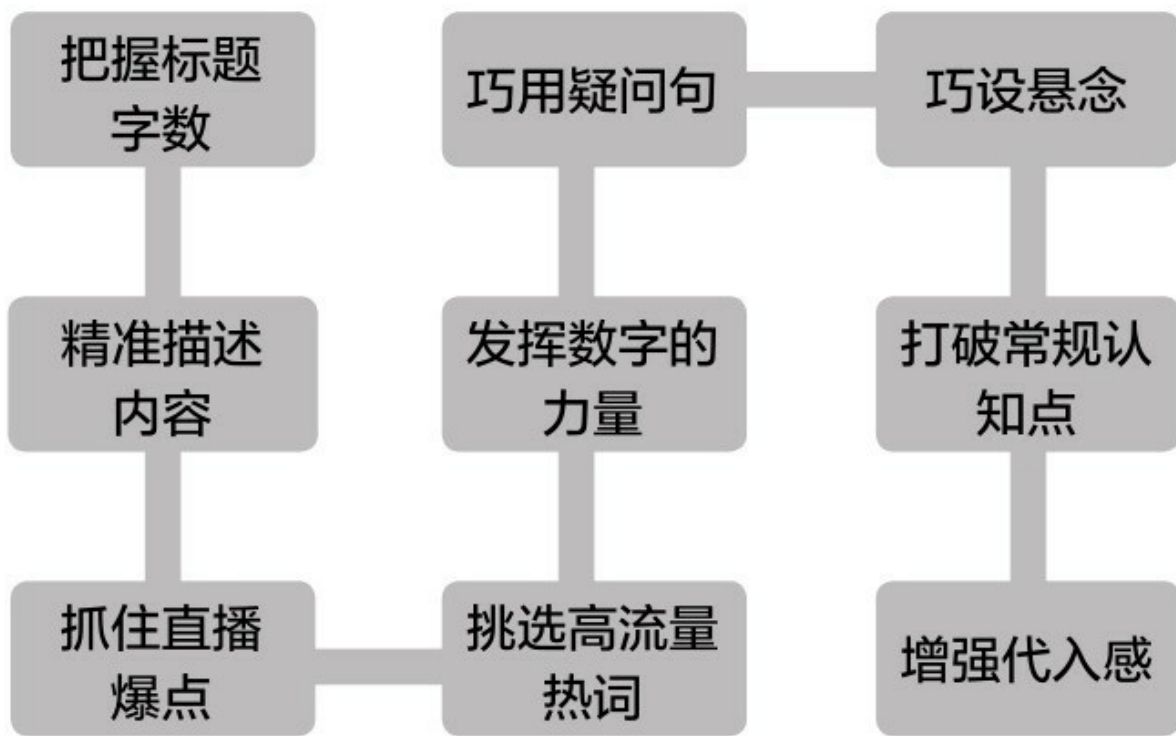 把握标题
字数
精准描述
内容
抓住直播
爆点
挑选高流量
热词
发挥数字的
力量
巧用疑问句
巧设悬念
打破常规认
知点
增强代入感